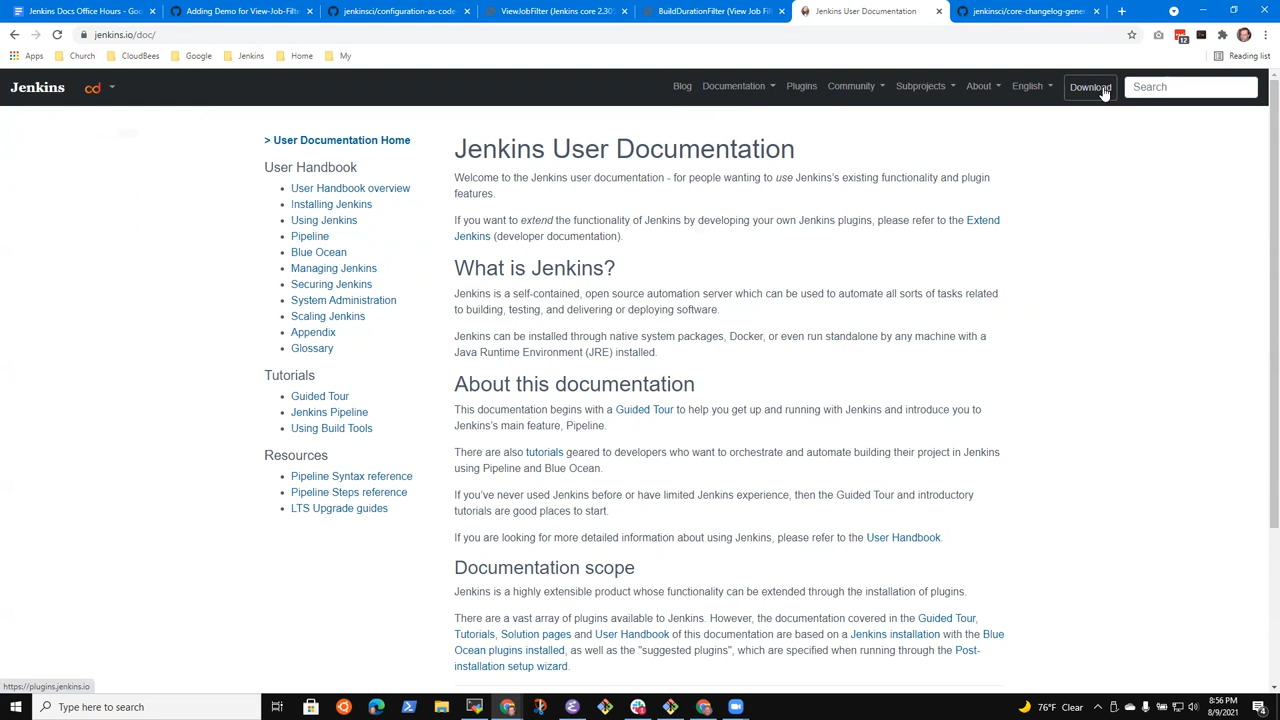 Jenkins Docs Office Hours - Goo
Adding Demo for View-Job-Filte
jenkinsci/configuration-as-code-
ViewJobFilter (Jenkins core 2.305
BuildDurationFilter (View Job Fil
Jenkins User Documentation
jenkinsci/core-changelog-gener
jenkins.io/doc/
12
Apps
Church
CloudBees
Google
Jenkins
Home
My
Reading list
Jenkins
cd
Blog
Documentation
Plugins
Community
Subprojects
About
English
Download
Search
> User Documentation Home
User Handbook
User Handbook overview
Installing Jenkins
Using Jenkins
Pipeline
Blue Ocean
Managing Jenkins
Securing Jenkins
System Administration
Scaling Jenkins
Appendix
Glossary
Tutorials
Guided Tour
Jenkins Pipeline
Using Build Tools
Resources
Pipeline Syntax reference
Pipeline Steps reference
LTS Upgrade guides
Jenkins User Documentation
Welcome to the Jenkins user documentation - for people wanting to use Jenkins's existing functionality and plugin
features.
If you want to extend the functionality of Jenkins by developing your own Jenkins plugins, please refer to the Extend
Jenkins (developer documentation).
What is Jenkins?
Jenkins is a self-contained, open source automation server which can be used to automate all sorts of tasks related
to building, testing, and delivering or deploying software.
Jenkins can be installed through native system packages, Docker, or even run standalone by any machine with a
Java Runtime Environment (JRE) installed.
About this documentation
This documentation begins with a Guided Tour to help you get up and running with Jenkins and introduce you to
Jenkins's main feature, Pipeline.
There are also tutorials geared to developers who want to orchestrate and automate building their project in Jenkins
using Pipeline and Blue Ocean.
If you've never used Jenkins before or have limited Jenkins experience, then the Guided Tour and introductory
tutorials are good places to start.
If you are looking for more detailed information about using Jenkins, please refer to the User Handbook.
Documentation scope
Jenkins is a highly extensible product whose functionality can be extended through the installation of plugins.
There are a vast array of plugins available to Jenkins. However, the documentation covered in the Guided Tour,
Tutorials, Solution pages and User Handbook of this documentation are based on a Jenkins installation with the Blue
Ocean plugins installed, as well as the "suggested plugins", which are specified when running through the Post-
installation setup wizard.
https://plugins.jenkins.io
Type here to search
76°F Clear
8:56 PM
8/9/2021
4